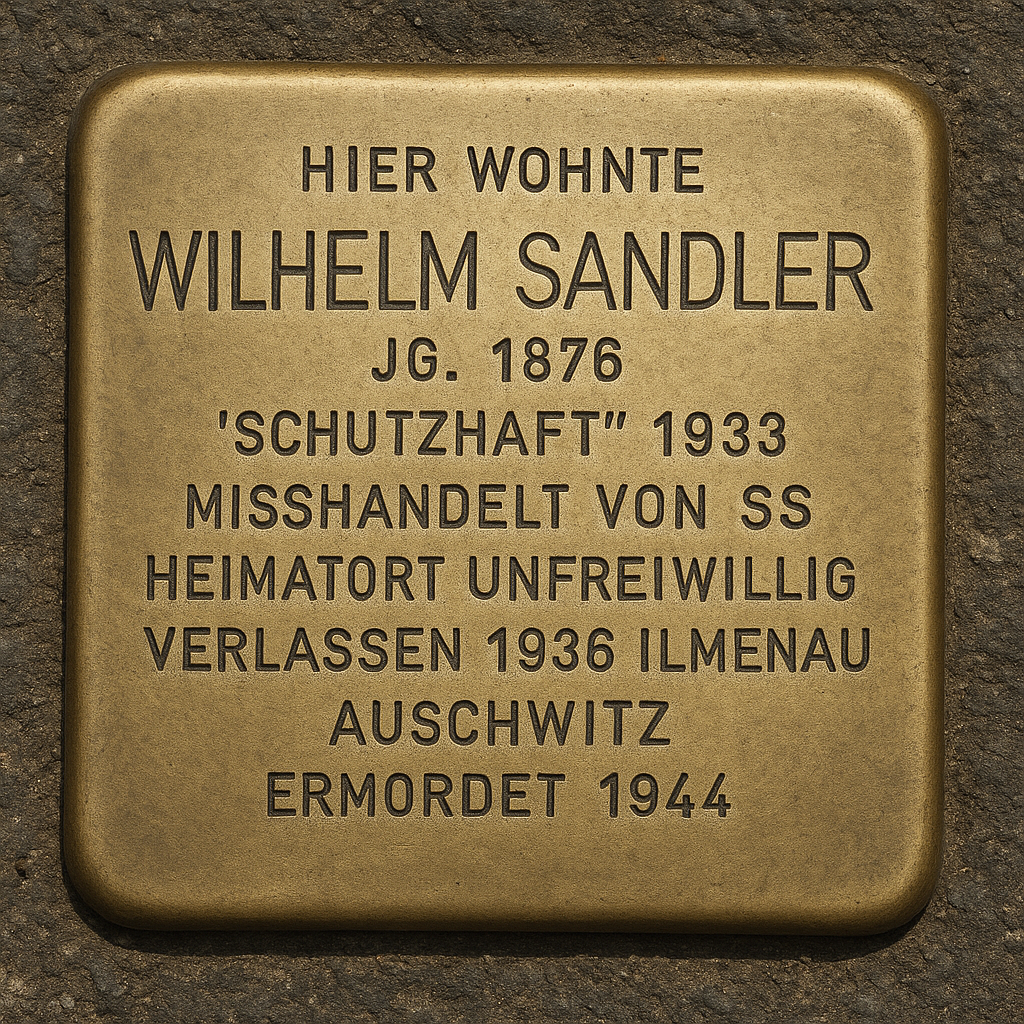 HIER WOHNTE
WILHELM SANDLER
JG. 1876
'SCHUTZHAFT" 1933
MISSHANDELT VON SS
HEIMATORT UNFREIWILLIG
VERLASSEN 1936 ILMENAU
AUSCHWITZ
ERMORDET 1944